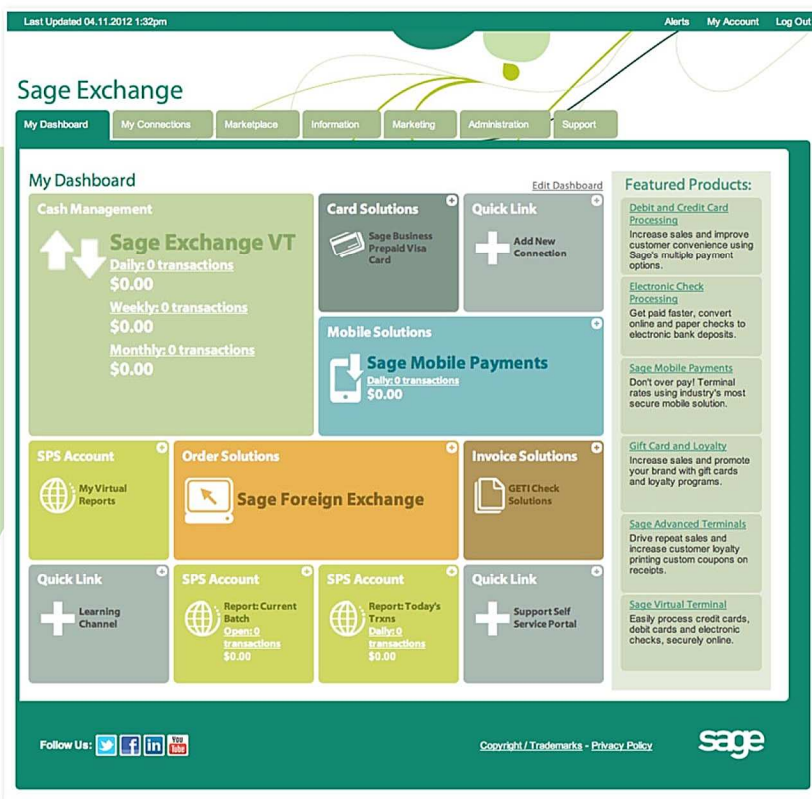 Last Updated 04.11.2012 1:32pm
Alerts My Account Log Out
Sage Exchange
My Dashboard My Connections Marketplace Information Marketing Administration Support
My Dashboard
Edit Dashboard
Cash Management
Sage Exchange VT
Daily: 0 transactions
$0.00
Weekly: 0 transactions
$0.00
Monthly: 0 transactions
$0.00
Card Solutions
Sage Business
Prepaid Visa
Card
Quick Link
Add New
Connection
Mobile Solutions
Sage Mobile Payments
Daily: 0 transactions
$0.00
SPS Account
My Virtual
Reports
Order Solutions
Sage Foreign Exchange
Invoice Solutions
GETI Check
Solutions
Quick Link
Learning
Channel
SPS Account
Report: Current
Batch
Open: 0
transactions
$0.00
SPS Account
Report: Today's
Trxns
Daily: 0
transactions
$0.00
Quick Link
Support Self
Service Portal
Featured Products:
Debit and Credit Card
Processing
Increase sales and improve
customer convenience using
Sage's multiple payment
options.
Electronic Check
Processing
Get paid faster, convert
online and paper checks to
electronic bank deposits.
Sage Mobile Payments
Don't over pay! Terminal
rates using industry's most
secure mobile solution.
Gift Card and Loyalty
Increase sales and promote
your brand with gift cards
and loyalty programs.
Sage Advanced Terminals
Drive repeat sales and
increase customer loyalty
printing custom coupons on
receipts.
Sage Virtual Terminal
Easily process credit cards,
debit cards and electronic
checks, securely online.
Follow Us: f in You Tube
Copyright / Trademarks - Privacy Policy
sage